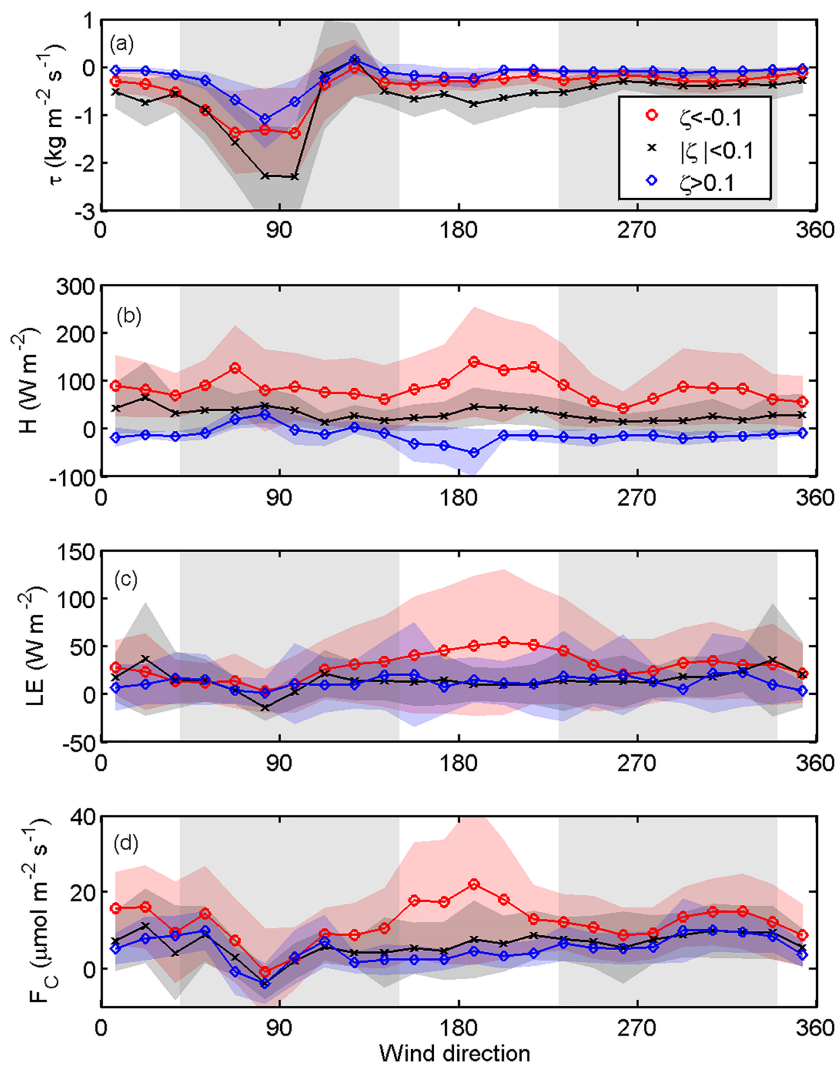 (a)
τ (kg m⁻² s⁻¹)
1
0
-1
-2
-3
0 90 180 270 360
ζ<-0.1
|ζ|<0.1
ζ>0.1
(b)
H (W m⁻²)
300
200
100
0
-100
0 90 180 270 360
(c)
LE (W m⁻²)
150
100
50
0
-50
0 90 180 270 360
(d)
F_C (µmol m⁻² s⁻¹)
40
20
0
0 90 180 270 360
Wind direction